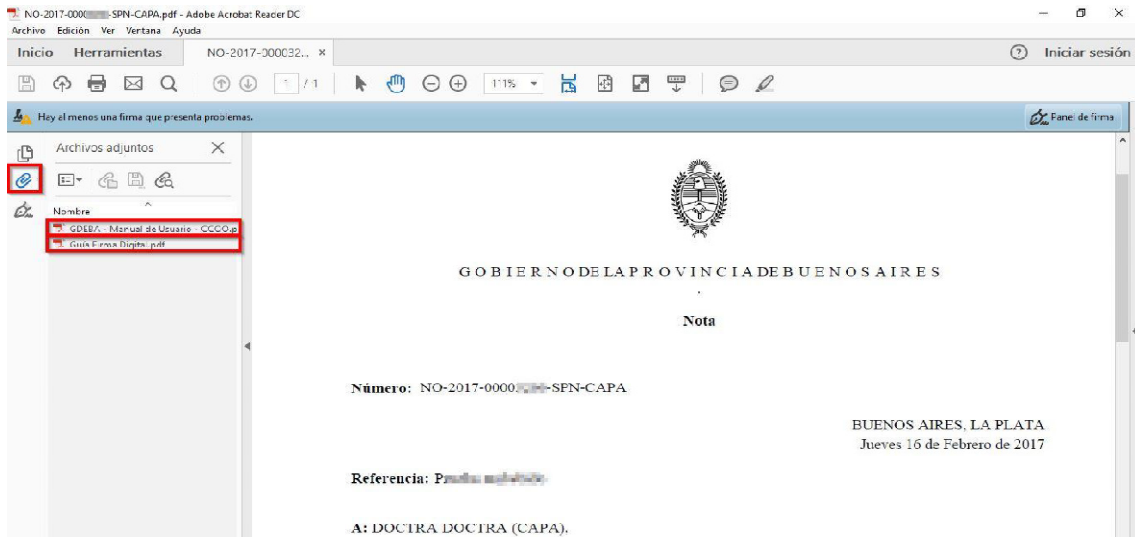 NO-2017-000 -SPN-CAPA.pdf - Adobe Acrobat Reader DC
Archivo Edición Ver Ventana Ayuda
Inicio Herramientas NO-2017-000032... × ? Iniciar sesión
1 / 1 111%
Hay al menos una firma que presenta problemas. Panel de firma
Archivos adjuntos
Nombre
GDEBA - Manual de Usuario - CCOO.p
Guía Firma Digital.pdf
G O B I E R N O D E L A P R O V I N C I A D E B U E N O S A I R E S
.
Nota
Número: NO-2017-0000 -SPN-CAPA
BUENOS AIRES, LA PLATA
Jueves 16 de Febrero de 2017
Referencia:
A: DOCTRA DOCTRA (CAPA).